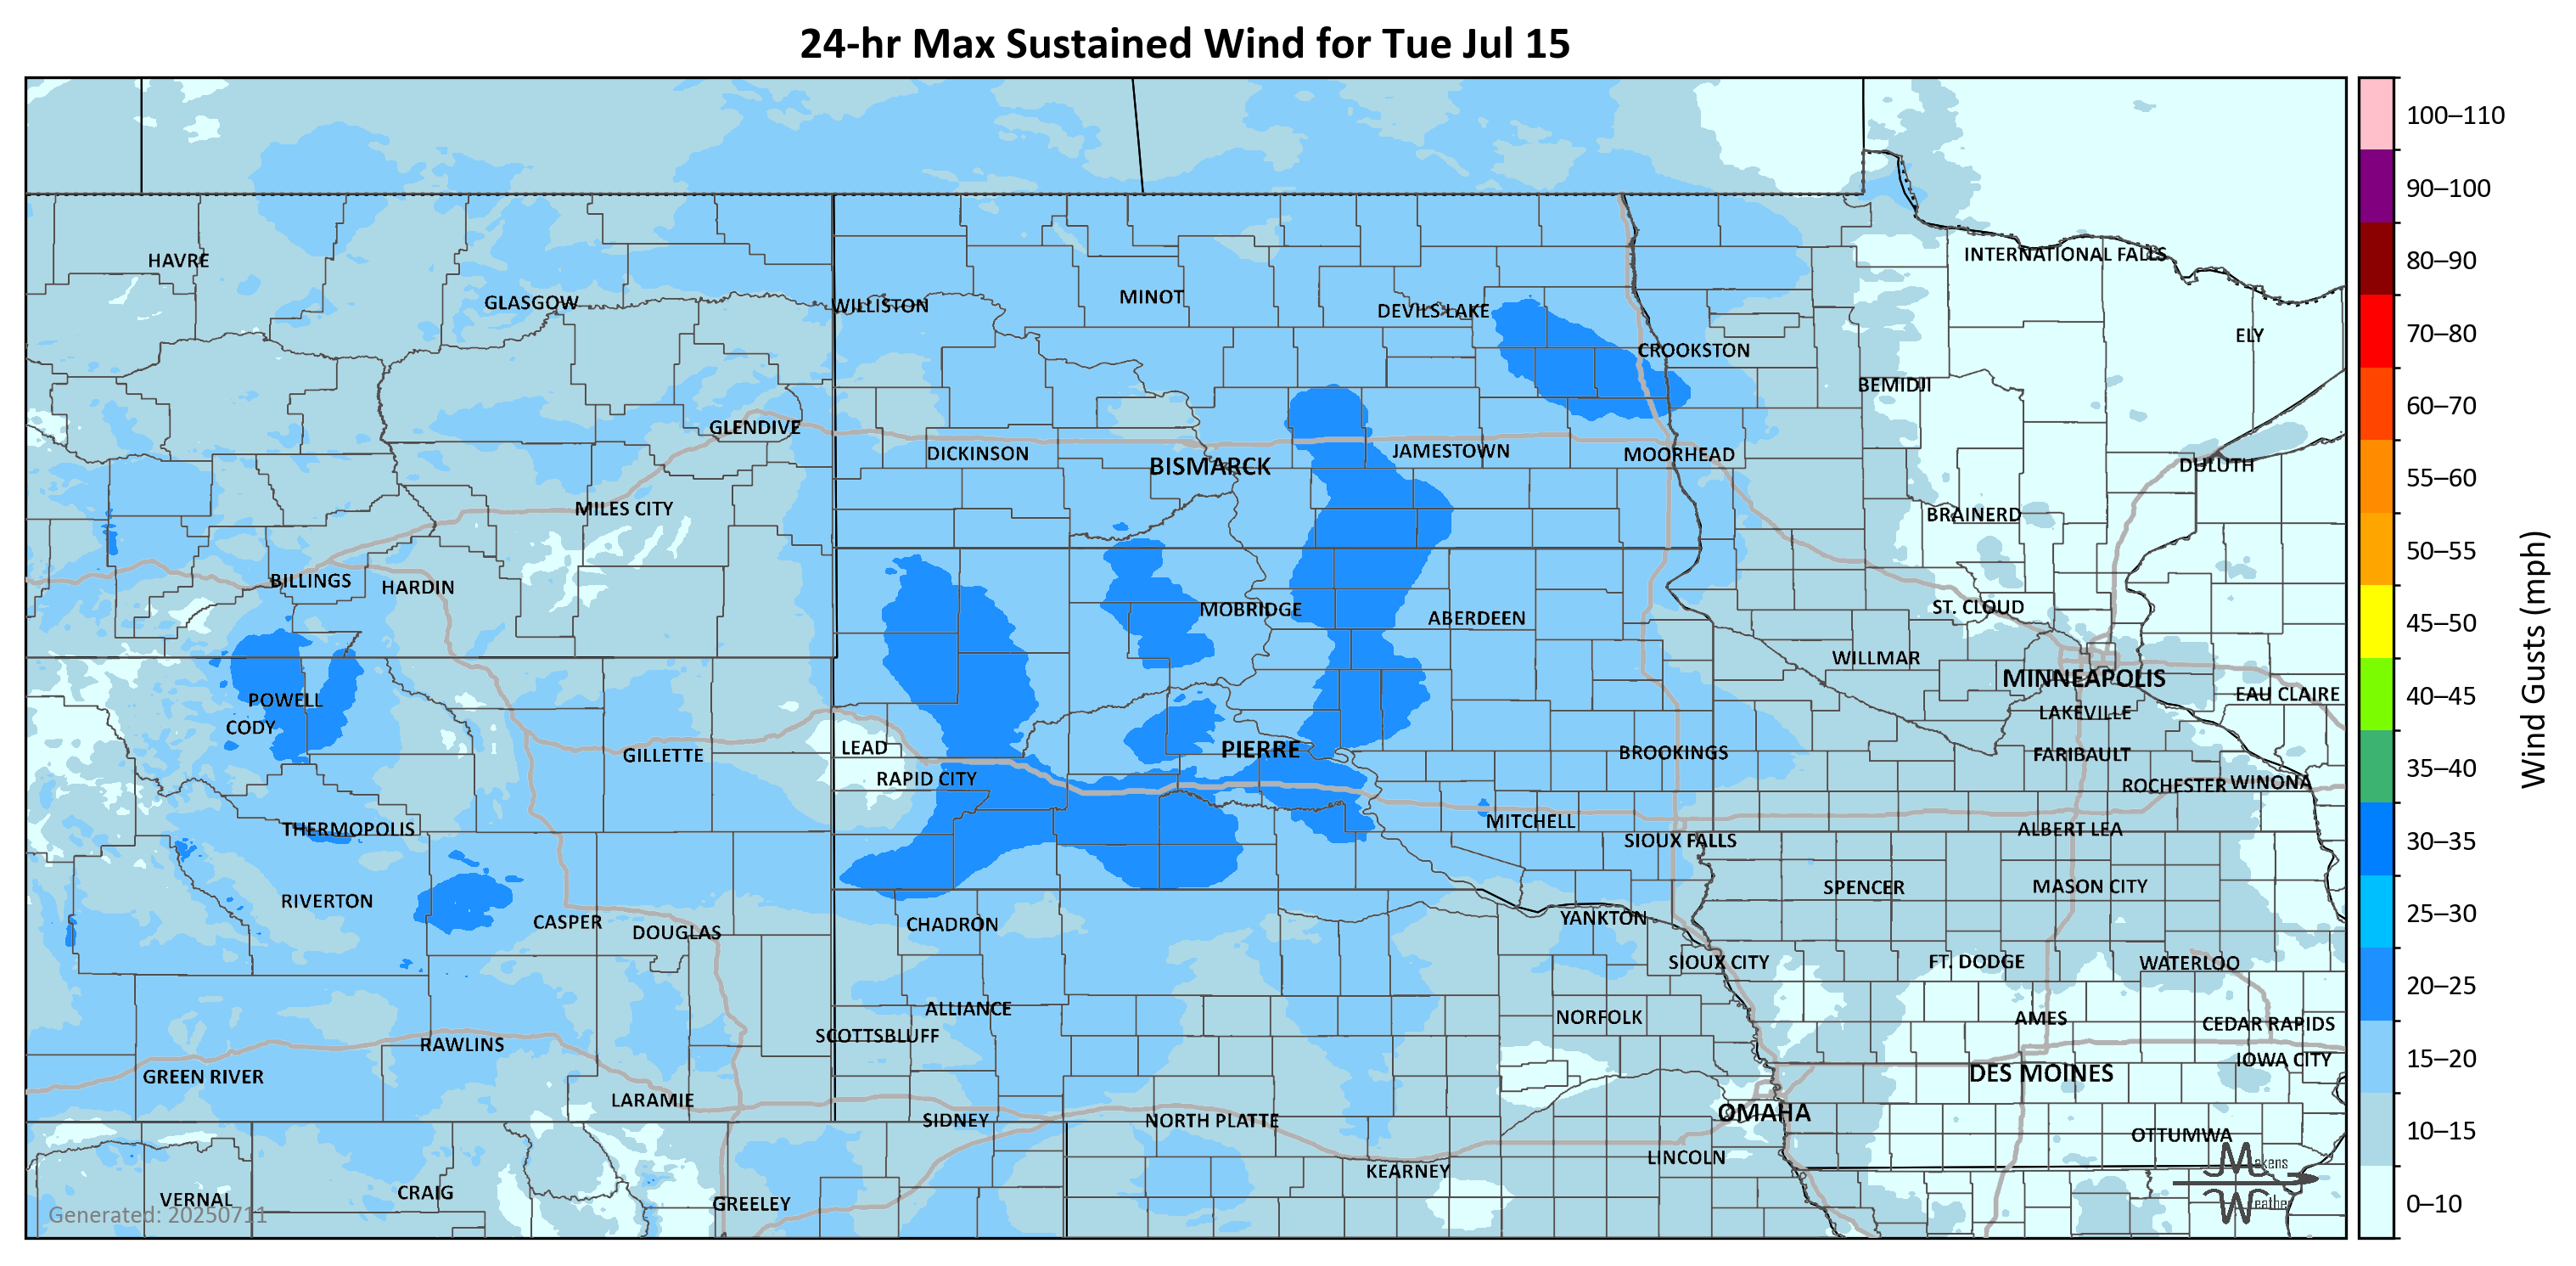 24-hr Max Sustained Wind for Tue Jul 15
100–110
90–100
80–90
70–80
60–70
55–60
50–55
45–50
40–45
35–40
30–35
25–30
20–25
15–20
10–15
0–10
Wind Gusts (mph)
HAVRE
INTERNATIONAL FALLS
GLASGOW
WILLISTON
MINOT
DEVILS LAKE
ELY
CROOKSTON
BEMIDJI
GLENDIVE
DICKINSON
BISMARCK
JAMESTOWN
MOORHEAD
DULUTH
MILES CITY
BRAINERD
BILLINGS
HARDIN
MOBRIDGE
ABERDEEN
ST. CLOUD
WILLMAR
MINNEAPOLIS
EAU CLAIRE
POWELL
LAKEVILLE
CODY
GILLETTE
LEAD
PIERRE
BROOKINGS
FARIBAULT
RAPID CITY
ROCHESTER
WINONA
THERMOPOLIS
MITCHELL
ALBERT LEA
SIOUX FALLS
SPENCER
MASON CITY
RIVERTON
CASPER
DOUGLAS
CHADRON
YANKTON
SIOUX CITY
FT. DODGE
WATERLOO
ALLIANCE
NORFOLK
AMES
CEDAR RAPIDS
SCOTTSBLUFF
RAWLINS
IOWA CITY
GREEN RIVER
DES MOINES
LARAMIE
OMAHA
SIDNEY
NORTH PLATTE
OTTUMWA
LINCOLN
KEARNEY
Makens
Weather
VERNAL
CRAIG
GREELEY
Generated: 20250711